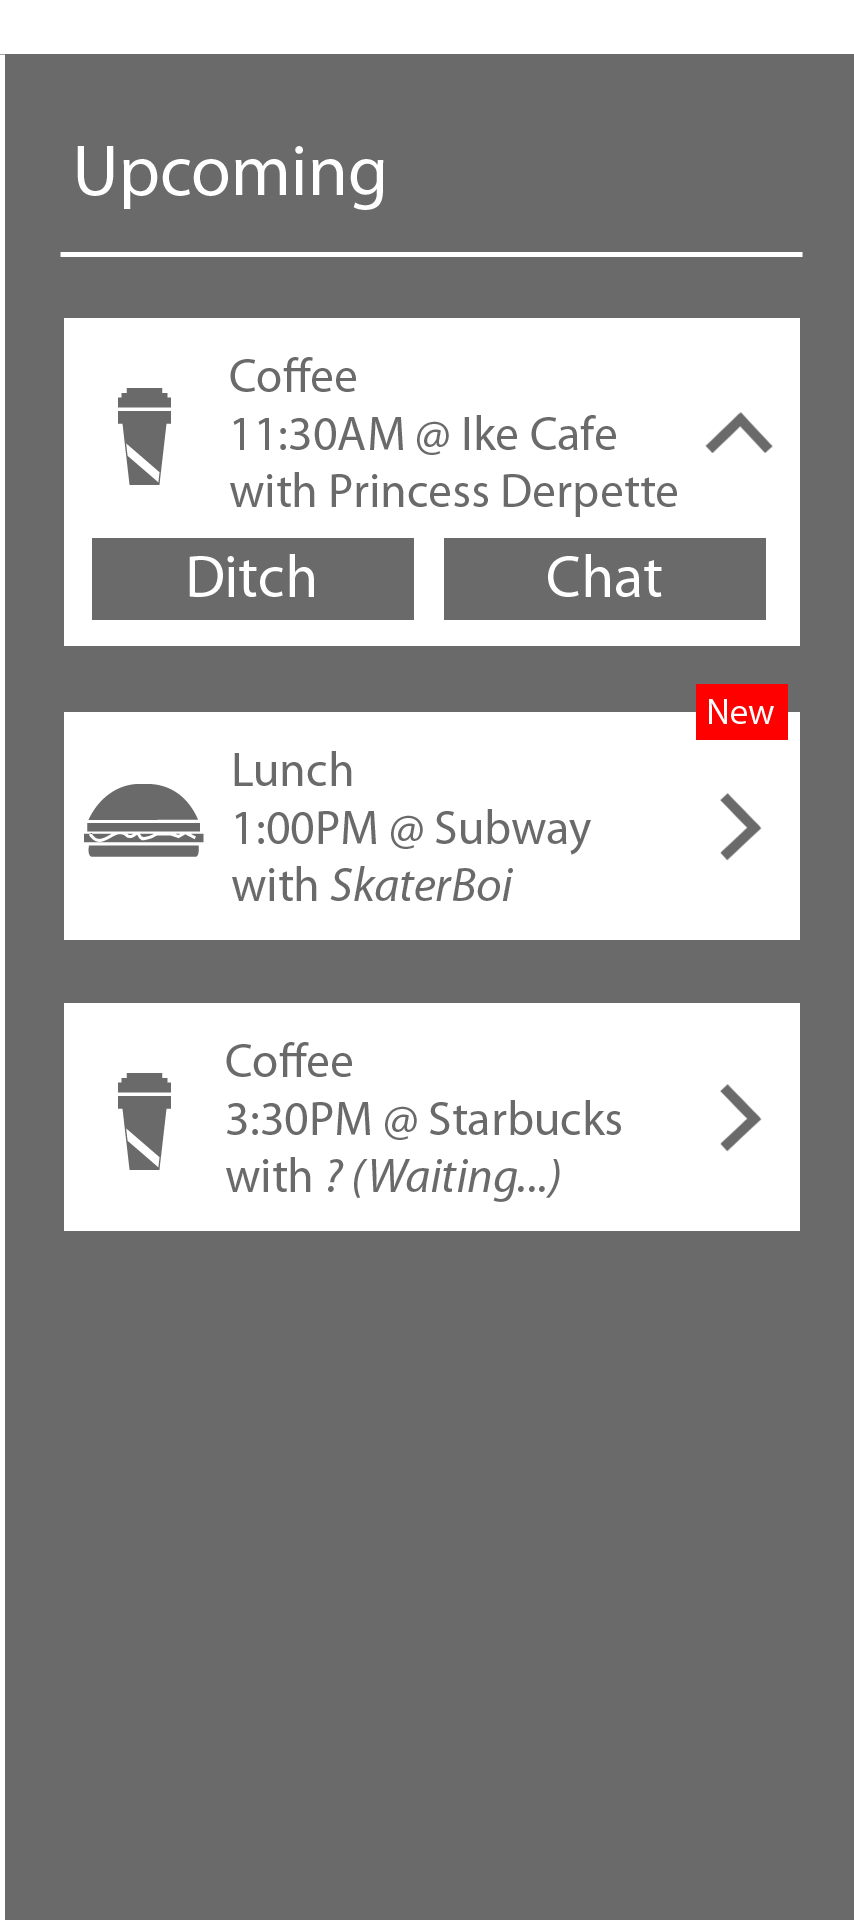 Upcoming
Coffee
11:30AM @ Ike Cafe
with Princess Derpette
Ditch
Chat
New
Lunch
1:00PM @ Subway
with SkaterBoi
Coffee
3:30PM @ Starbucks
with ? (Waiting...)